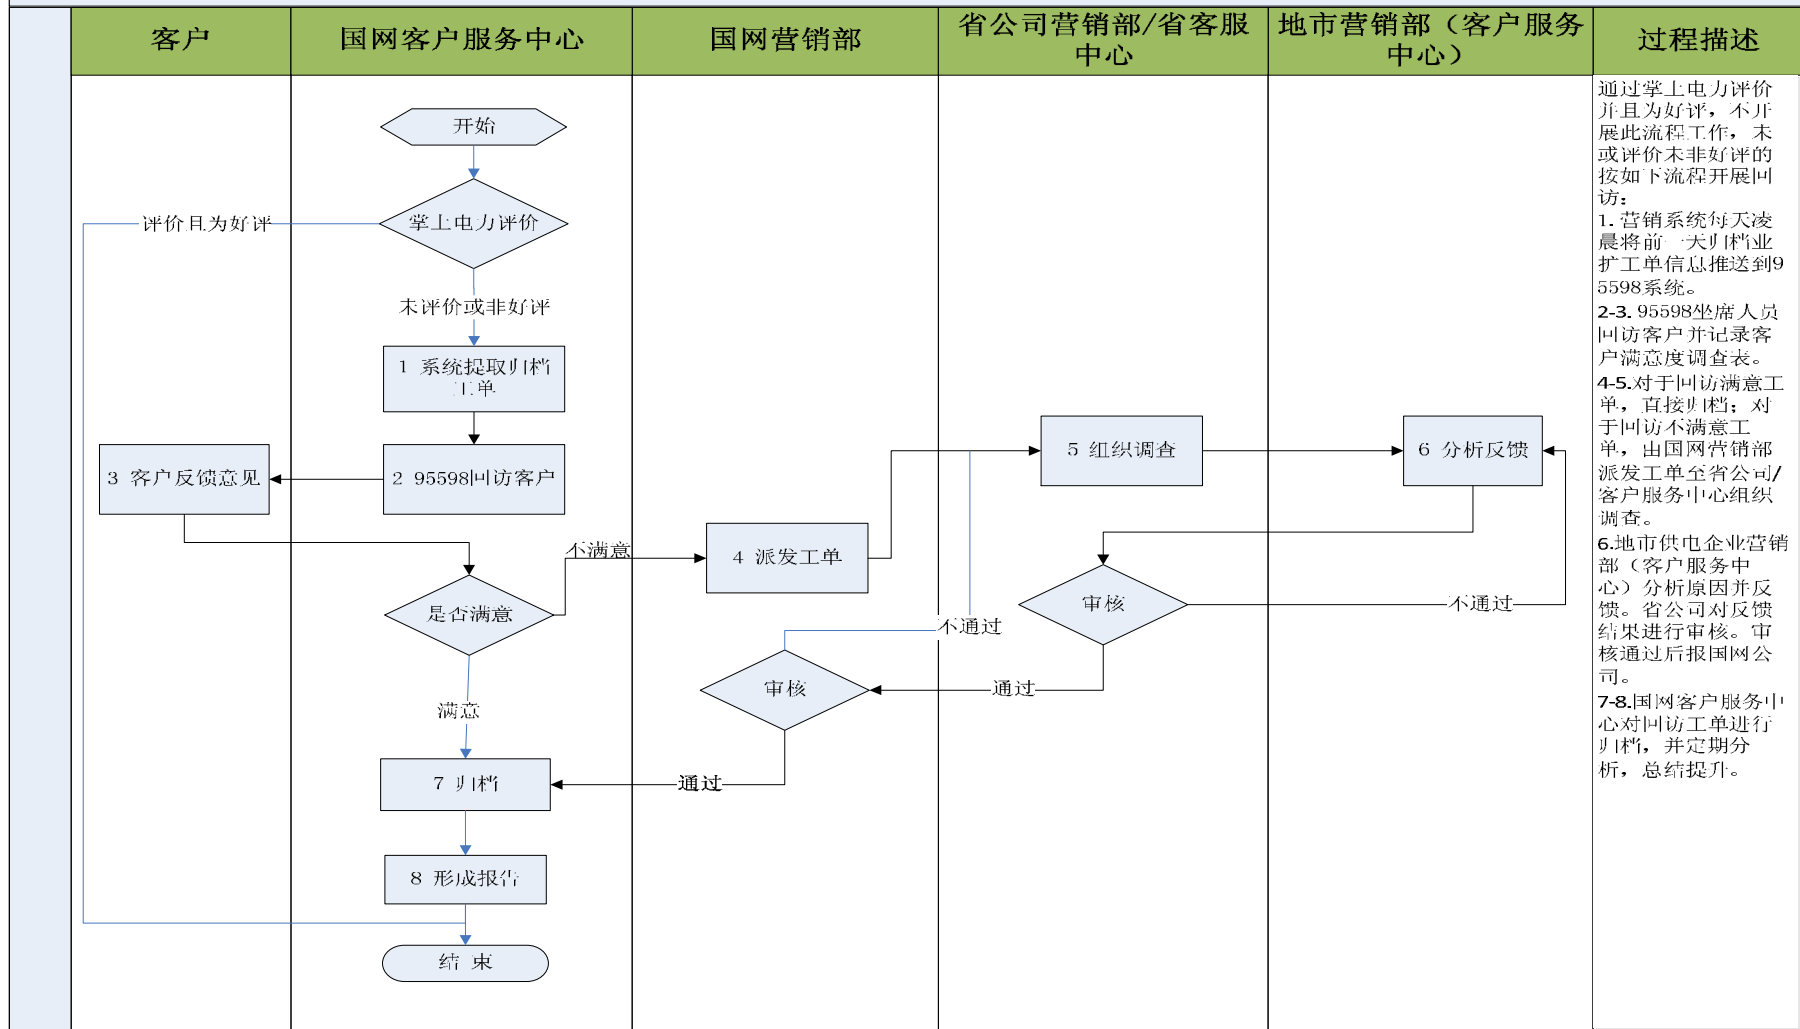 客户
国网客户服务中心
国网营销部
省公司营销部/省客服
中心
地市营销部（客户服务
中心）
过程描述
开始
掌上电力评价
评价且为好评
未评价或非好评
1 系统提取归档
工单
2 95598回访客户
3 客户反馈意见
是否满意
不满意
满意
4 派发工单
5 组织调查
6 分析反馈
审核
不通过
通过
审核
不通过
通过
7 归档
8 形成报告
结 束
通过掌上电力评价
并且为好评，不开
展此流程工作，未
或评价未非好评的
按如下流程开展回
访：
1. 营销系统每天凌
晨将前一天归档业
扩工单信息推送到9
5598系统。
2-3. 95598坐席人员
回访客户并记录客
户满意度调查表。
4-5.对于回访满意工
单，直接归档；对
于回访不满意工
单，由国网营销部
派发工单至省公司/
客户服务中心组织
调查。
6.地市供电企业营销
部（客户服务中
心）分析原因并反
馈。省公司对反馈
结果进行审核。审
核通过后报国网公
司。
7-8.国网客户服务中
心对回访工单进行
归档，并定期分
析，总结提升。